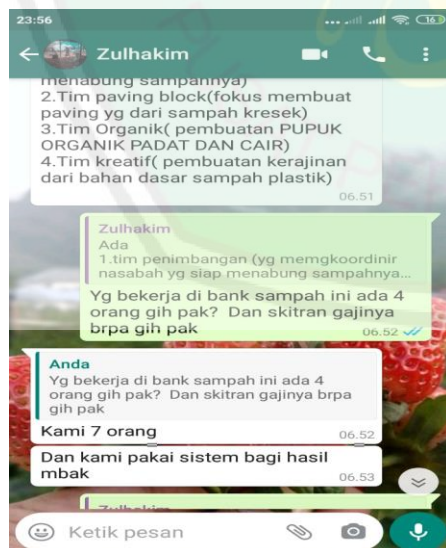 23:56
16
Zulhakim
menabung sampahnya)
2.Tim paving block(fokus membuat
paving yg dari sampah kresek)
3.Tim Organik( pembuatan PUPUK
ORGANIK PADAT DAN CAIR)
4.Tim kreatif( pembuatan kerajinan
dari bahan dasar sampah plastik)
06.51
Zulhakim
Ada
1.tim penimbangan (yg memgkoordinir
nasabah yg siap menabung sampahnya...
Yg bekerja di bank sampah ini ada 4
orang gih pak? Dan skitran gajinya
brpa gih pak
06.52
Anda
Yg bekerja di bank sampah ini ada 4
orang gih pak? Dan skitran gajinya brpa
gih pak
Kami 7 orang
06.52
Dan kami pakai sistem bagi hasil
mbak
06.53
Zulhakim
Ketik pesan